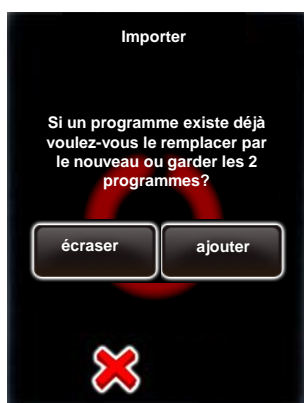 Importer
Si un programme existe déjà
voulez-vous le remplacer par
le nouveau ou garder les 2
programmes?
écraser ajouter